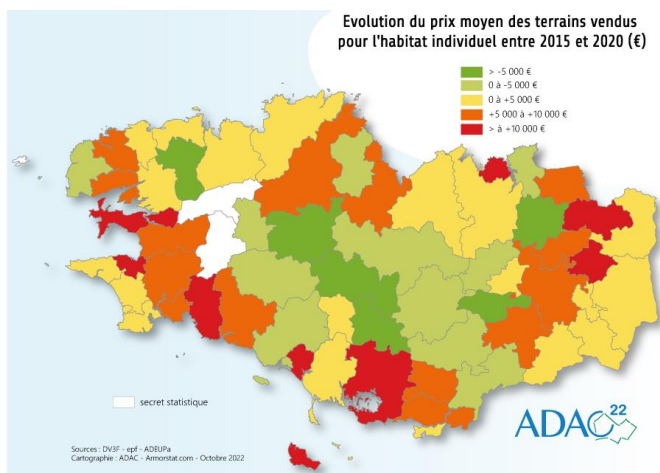 Evolution du prix moyen des terrains vendus
pour l'habitat individuel entre 2015 et 2020 (€)
> -5 000 €
0 à -5 000 €
0 à +5 000 €
+5 000 à +10 000 €
> à +10 000 €
secret statistique
ADAC 22
Sources : DV3F - epf - ADEUPa
Cartographie : ADAC - Armorstat.com - Octobre 2022